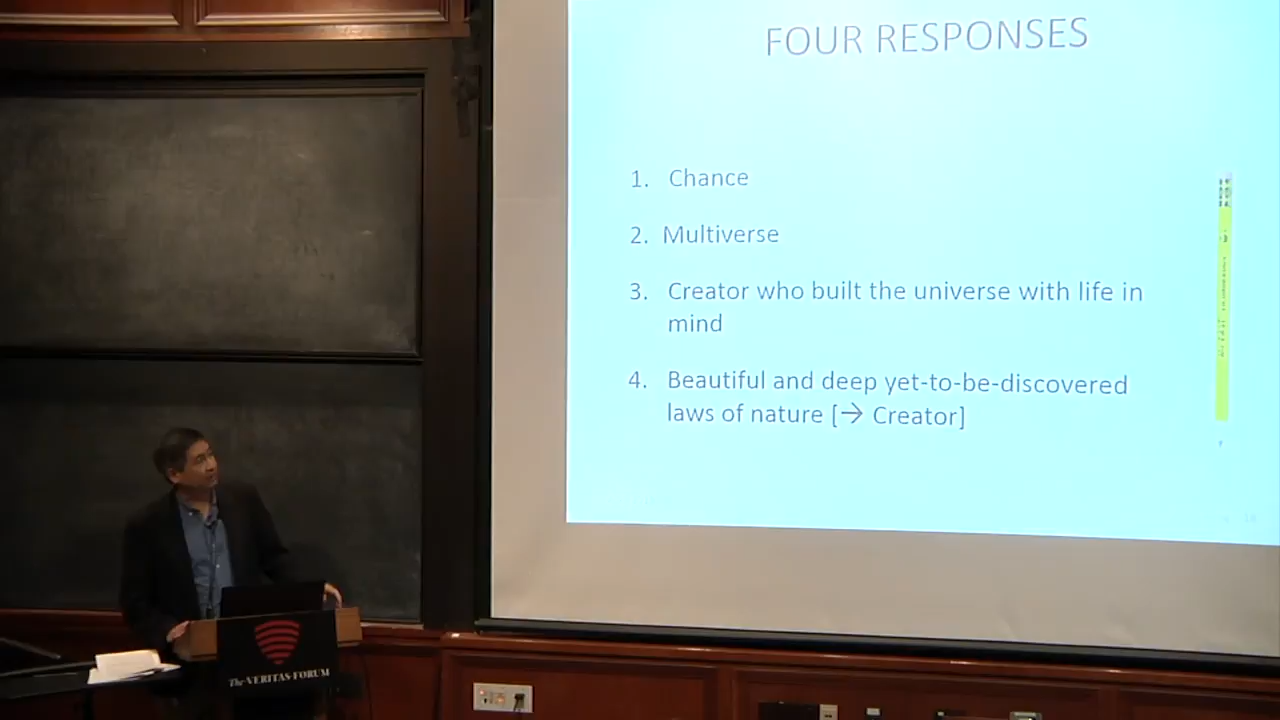 FOUR RESPONSES
1. Chance
2. Multiverse
3. Creator who built the universe with life in
mind
4. Beautiful and deep yet-to-be-discovered
laws of nature [→ Creator]
The VERITAS FORUM